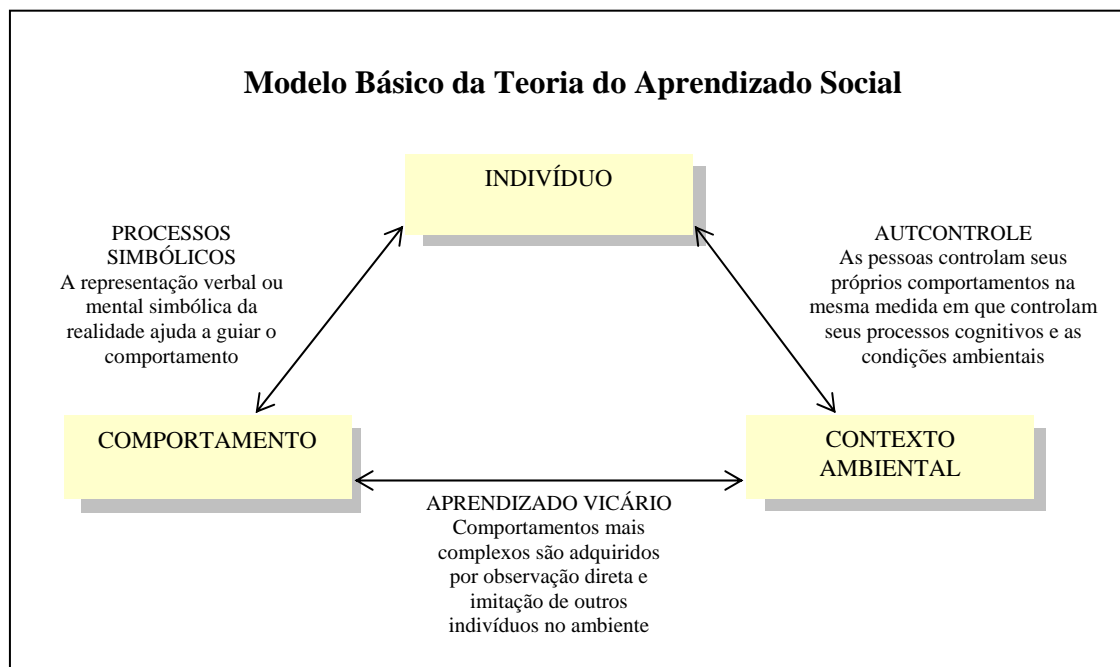 Modelo Básico da Teoria do Aprendizado Social
INDIVÍDUO
PROCESSOS
SIMBÓLICOS
A representação verbal ou
mental simbólica da
realidade ajuda a guiar o
comportamento
AUTCONTROLE
As pessoas controlam seus
próprios comportamentos na
mesma medida em que controlam
seus processos cognitivos e as
condições ambientais
COMPORTAMENTO
CONTEXTO
AMBIENTAL
APRENDIZADO VICÁRIO
Comportamentos mais
complexos são adquiridos
por observação direta e
imitação de outros
indivíduos no ambiente